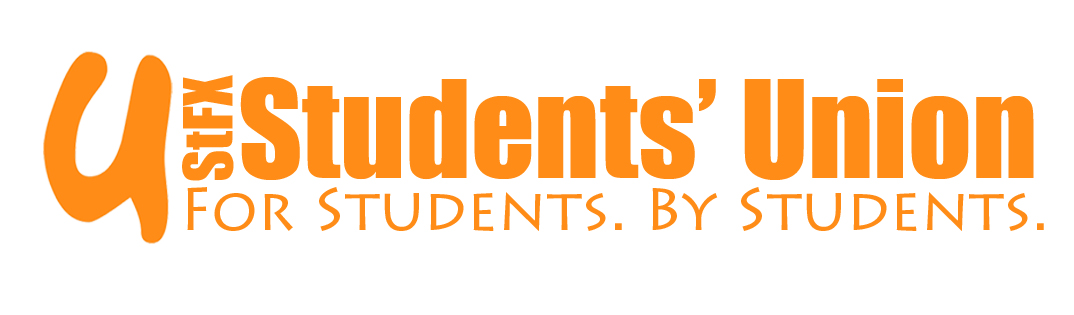 U
StFX
Students’ Union
For Students. By Students.